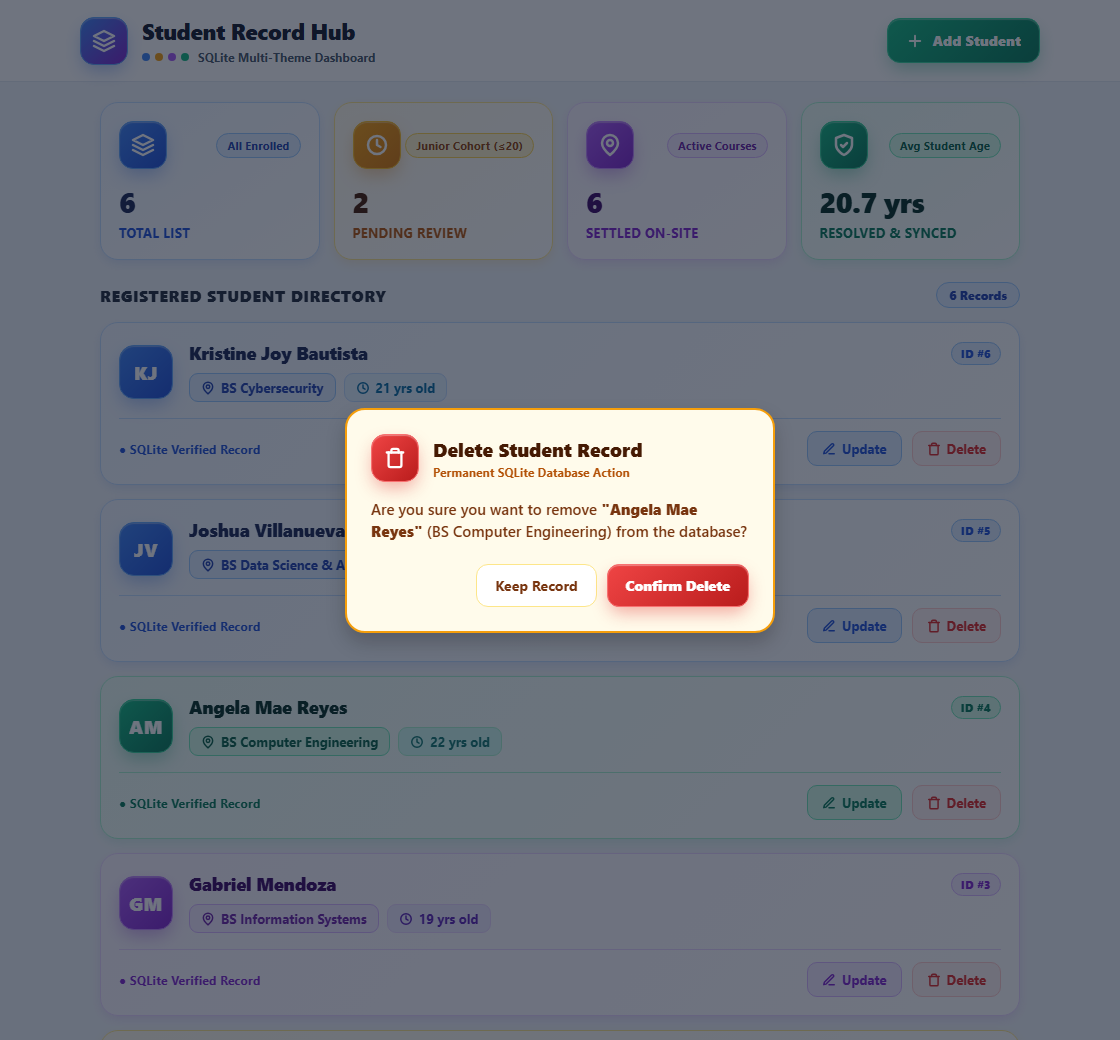 Student Record Hub
SQLite Multi-Theme Dashboard
Add Student
All Enrolled
6
TOTAL LIST
Junior Cohort (≤20)
2
PENDING REVIEW
Active Courses
6
SETTLED ON-SITE
Avg Student Age
20.7 yrs
RESOLVED & SYNCED
REGISTERED STUDENT DIRECTORY
6 Records
KJ
Kristine Joy Bautista
ID #6
BS Cybersecurity
21 yrs old
• SQLite Verified Record
Update
Delete
JV
Joshua Villanueva
ID #5
BS Data Science & A
• SQLite Verified Record
Update
Delete
Delete Student Record
Permanent SQLite Database Action
Are you sure you want to remove "Angela Mae
Reyes" (BS Computer Engineering) from the database?
Keep Record
Confirm Delete
AM
Angela Mae Reyes
ID #4
BS Computer Engineering
22 yrs old
• SQLite Verified Record
Update
Delete
GM
Gabriel Mendoza
ID #3
BS Information Systems
19 yrs old
• SQLite Verified Record
Update
Delete